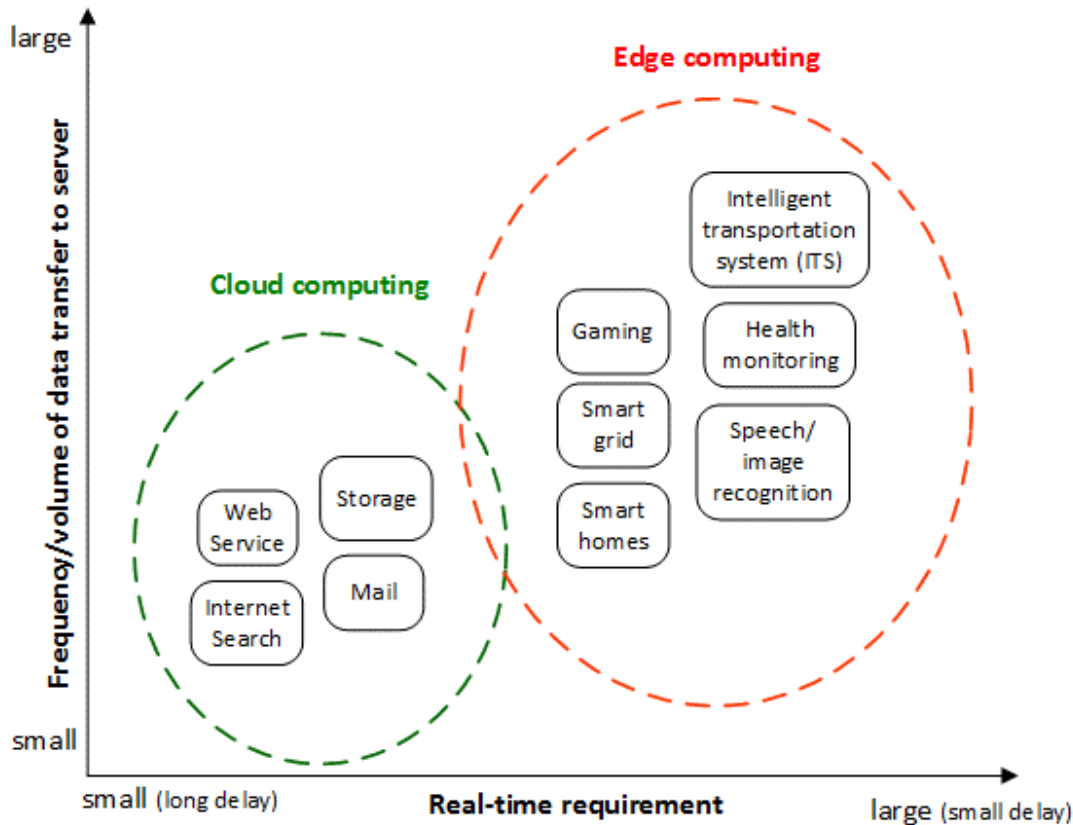 large
Edge computing
Intelligent
transportation
system (ITS)
Cloud computing
Gaming
Health
monitoring
Smart
grid
Speech/
image
recognition
Storage
Web
Service
Smart
homes
Mail
Internet
Search
Frequency/volume of data transfer to server
small
small (long delay)
Real-time requirement
large (small delay)